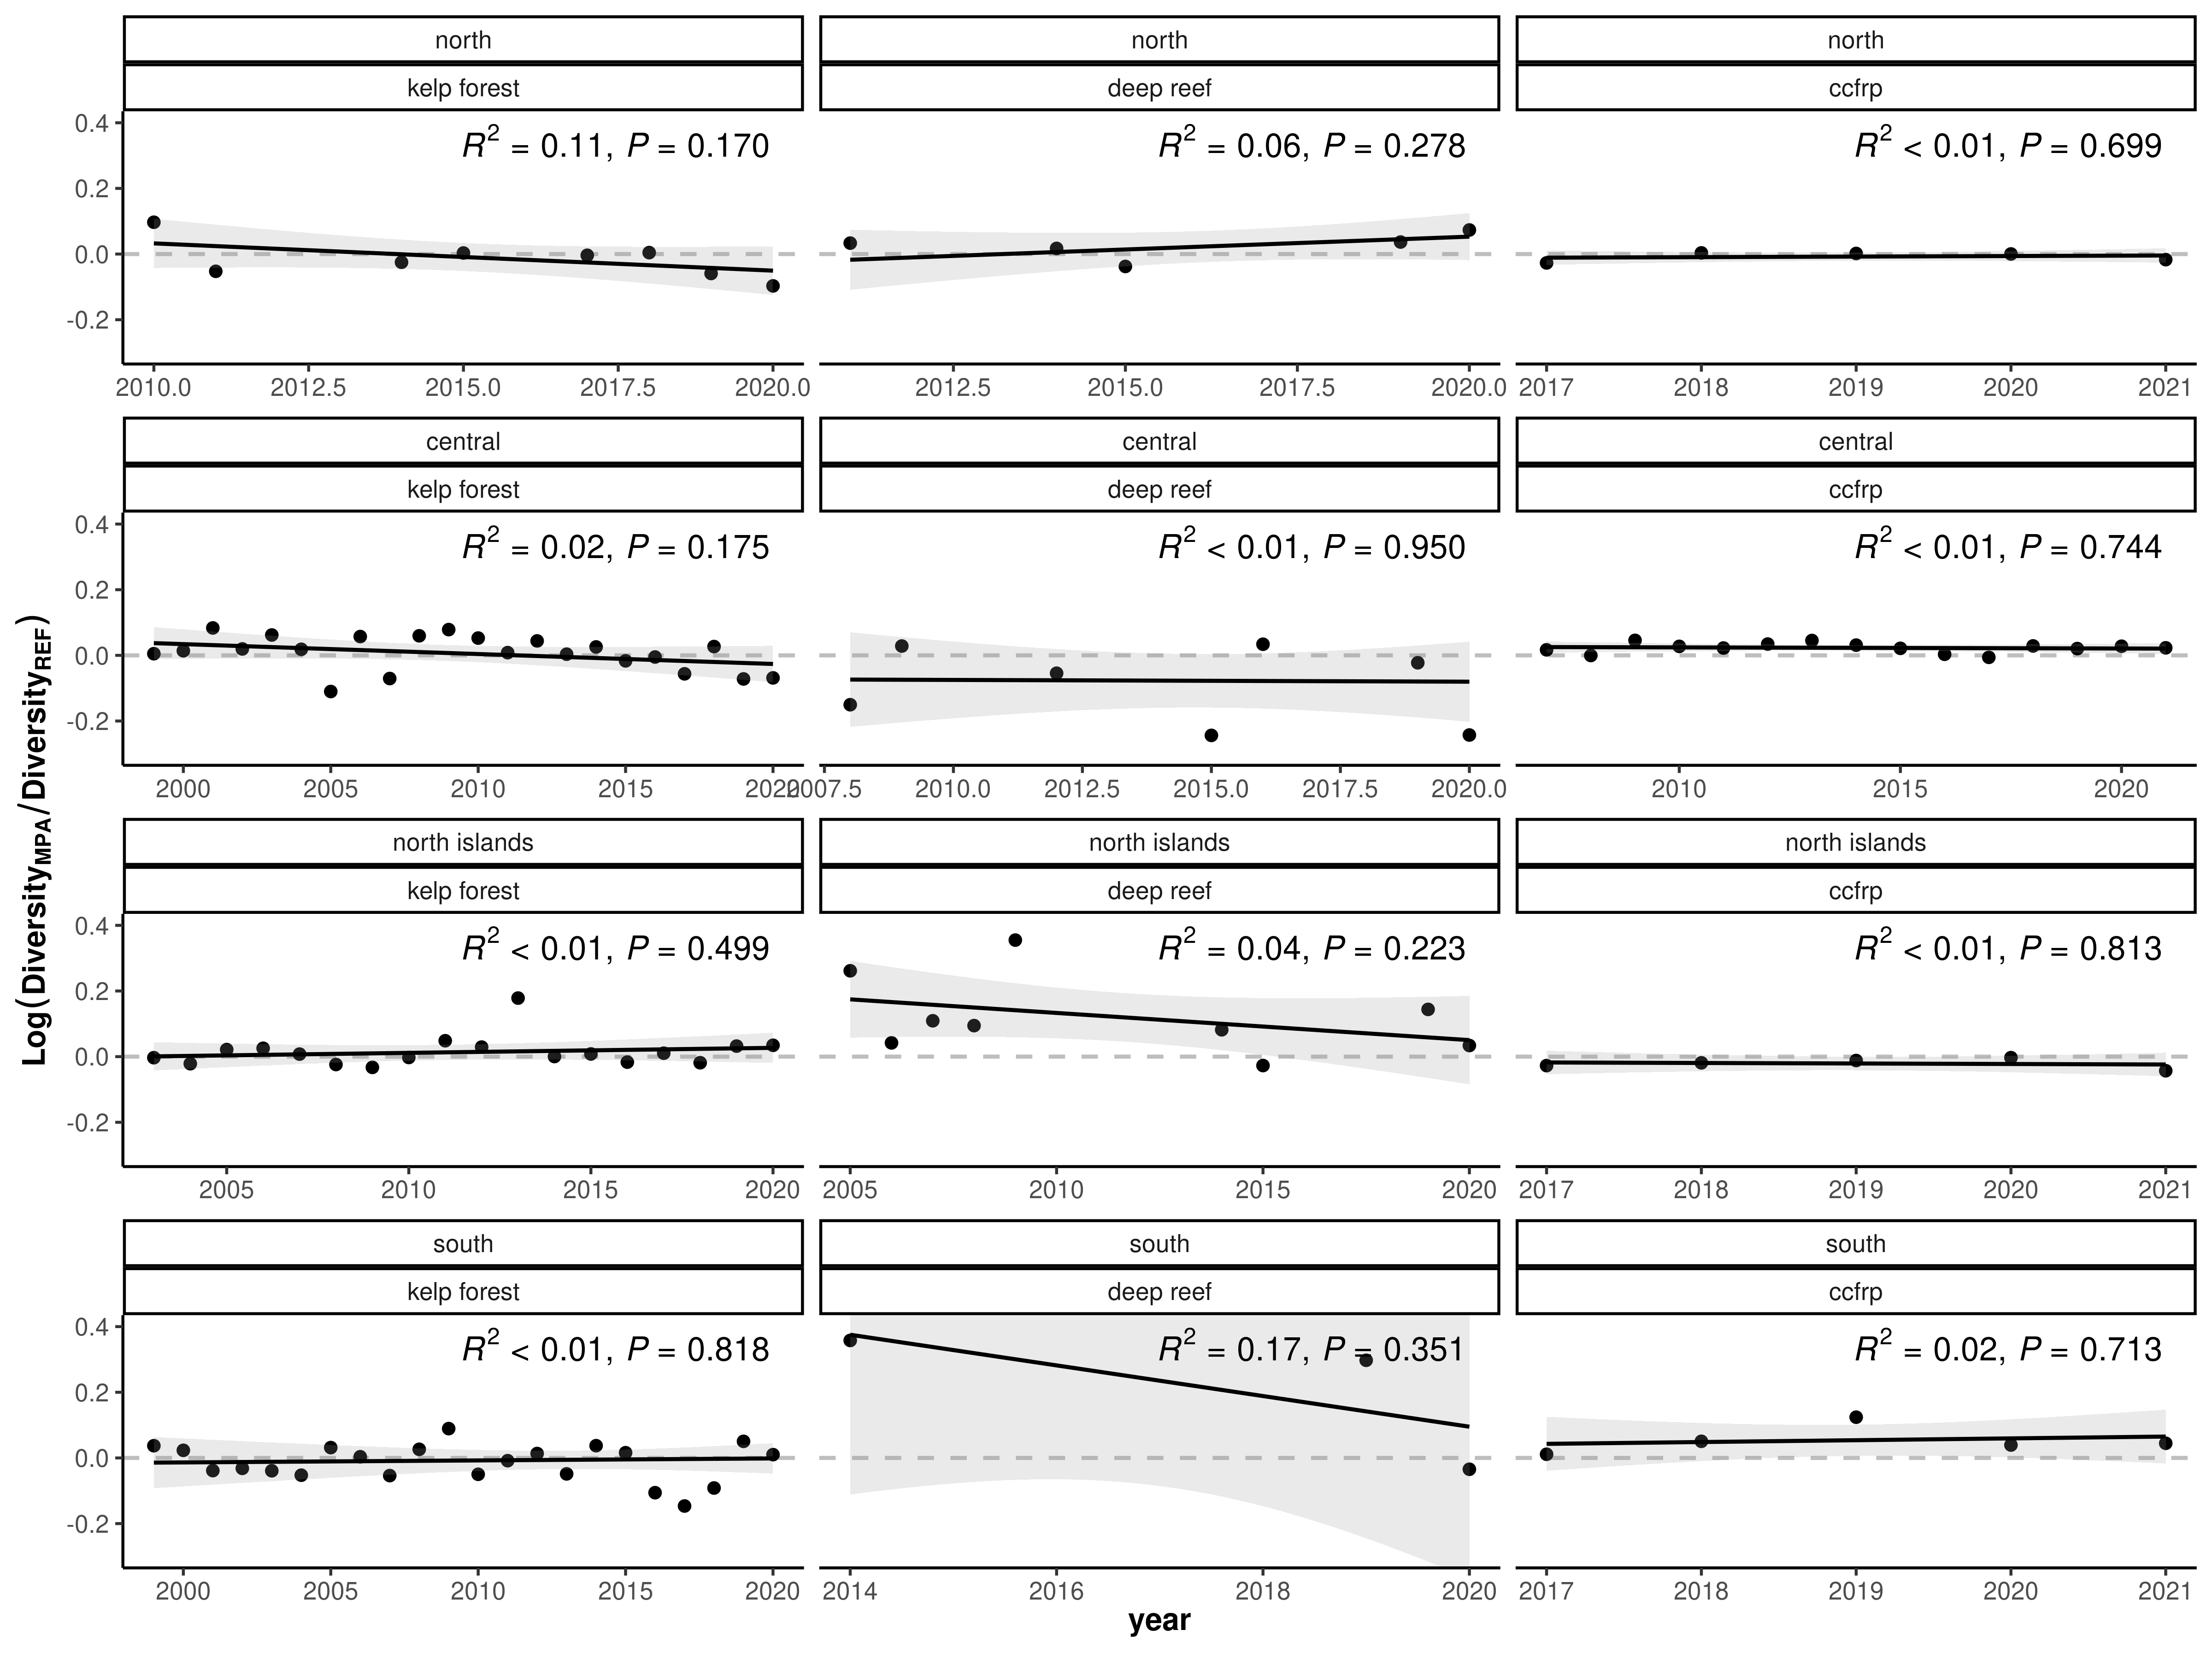 north north north
kelp forest deep reef ccfrp
R² = 0.11, P = 0.170 R² = 0.06, P = 0.278 R² < 0.01, P = 0.699
0.4
0.2
0.0
-0.2
2010.0 2012.5 2015.0 2017.5 2020.0 2012.5 2015.0 2017.5 2020.0 2017 2018 2019 2020 2021
central central central
kelp forest deep reef ccfrp
R² = 0.02, P = 0.175 R² < 0.01, P = 0.950 R² < 0.01, P = 0.744
0.4
0.2
0.0
-0.2
2000 2005 2010 2015 2020 2007.5 2010.0 2012.5 2015.0 2017.5 2020.0 2010 2015 2020
Log(DiversityMPA/DiversityREF)
north islands north islands north islands
kelp forest deep reef ccfrp
R² < 0.01, P = 0.499 R² = 0.04, P = 0.223 R² < 0.01, P = 0.813
0.4
0.2
0.0
-0.2
2005 2010 2015 2020 2005 2010 2015 2020 2017 2018 2019 2020 2021
south south south
kelp forest deep reef ccfrp
R² < 0.01, P = 0.818 R² = 0.17, P = 0.351 R² = 0.02, P = 0.713
0.4
0.2
0.0
-0.2
2000 2005 2010 2015 2020 2014 2016 2018 2020 2017 2018 2019 2020 2021
year